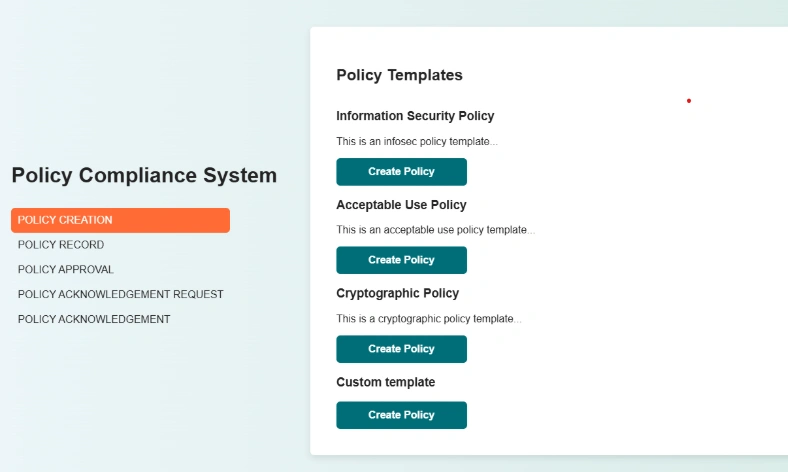 Policy Compliance System
POLICY CREATION
POLICY RECORD
POLICY APPROVAL
POLICY ACKNOWLEDGEMENT REQUEST
POLICY ACKNOWLEDGEMENT
Policy Templates
Information Security Policy
This is an infosec policy template...
Create Policy
Acceptable Use Policy
This is an acceptable use policy template...
Create Policy
Cryptographic Policy
This is a cryptographic policy template...
Create Policy
Custom template
Create Policy